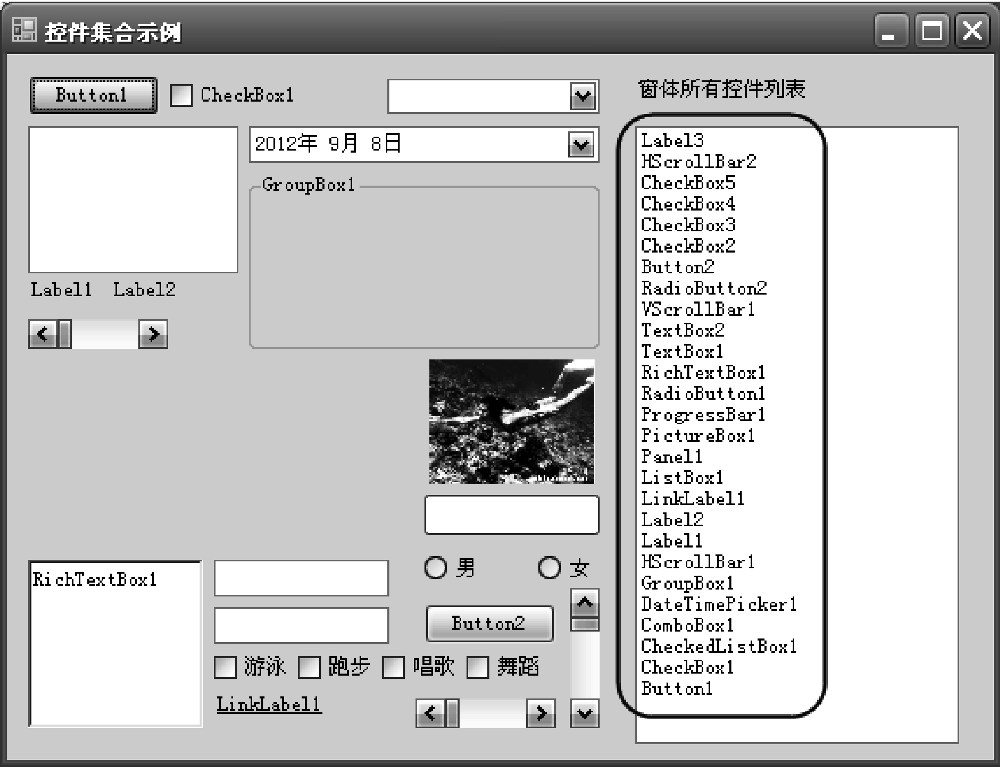 控件集合示例
Button1
CheckBox1
2012年 9月 8日
GroupBox1
Label1 Label2
RichTextBox1
男
女
Button2
游泳 跑步 唱歌 舞蹈
LinkLabel1
窗体所有控件列表
Label3
HScrollBar2
CheckBox5
CheckBox4
CheckBox3
CheckBox2
Button2
RadioButton2
VScrollBar1
TextBox2
TextBox1
RichTextBox1
RadioButton1
ProgressBar1
PictureBox1
Panel1
ListBox1
LinkLabel1
Label2
Label1
HScrollBar1
GroupBox1
DateTimePicker1
ComboBox1
CheckedListBox1
CheckBox1
Button1